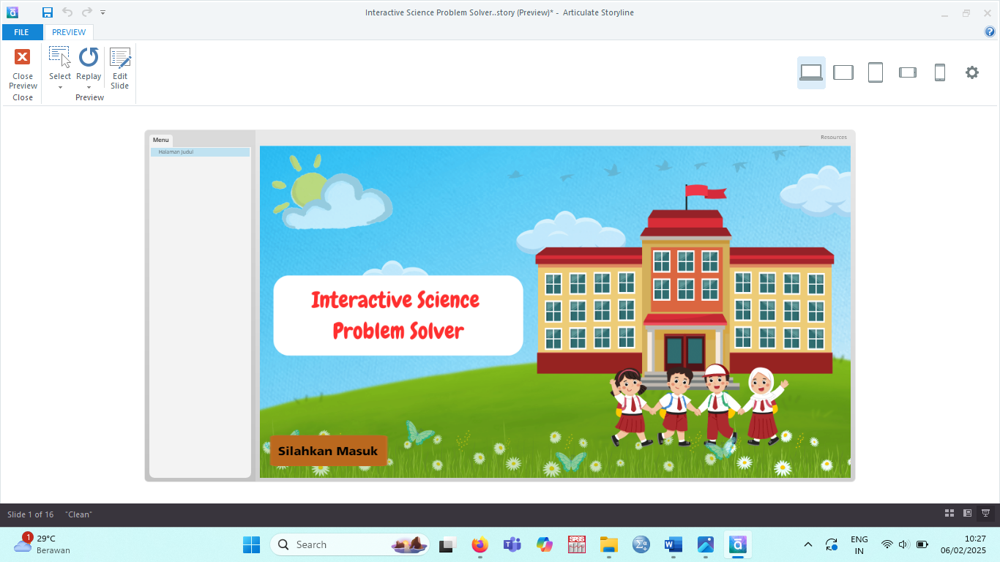 Interactive Science Problem Solver..story (Preview)* - Articulate Storyline
FILE
PREVIEW
Close Preview
Select
Replay
Edit Slide
Close
Preview
Menu
Resources
Halaman Judul
Interactive Science
Problem Solver
Silahkan Masuk
Slide 1 of 16
"Clean"
1
29°C
Berawan
Search
SPSS
ENG
IN
10:27
06/02/2025